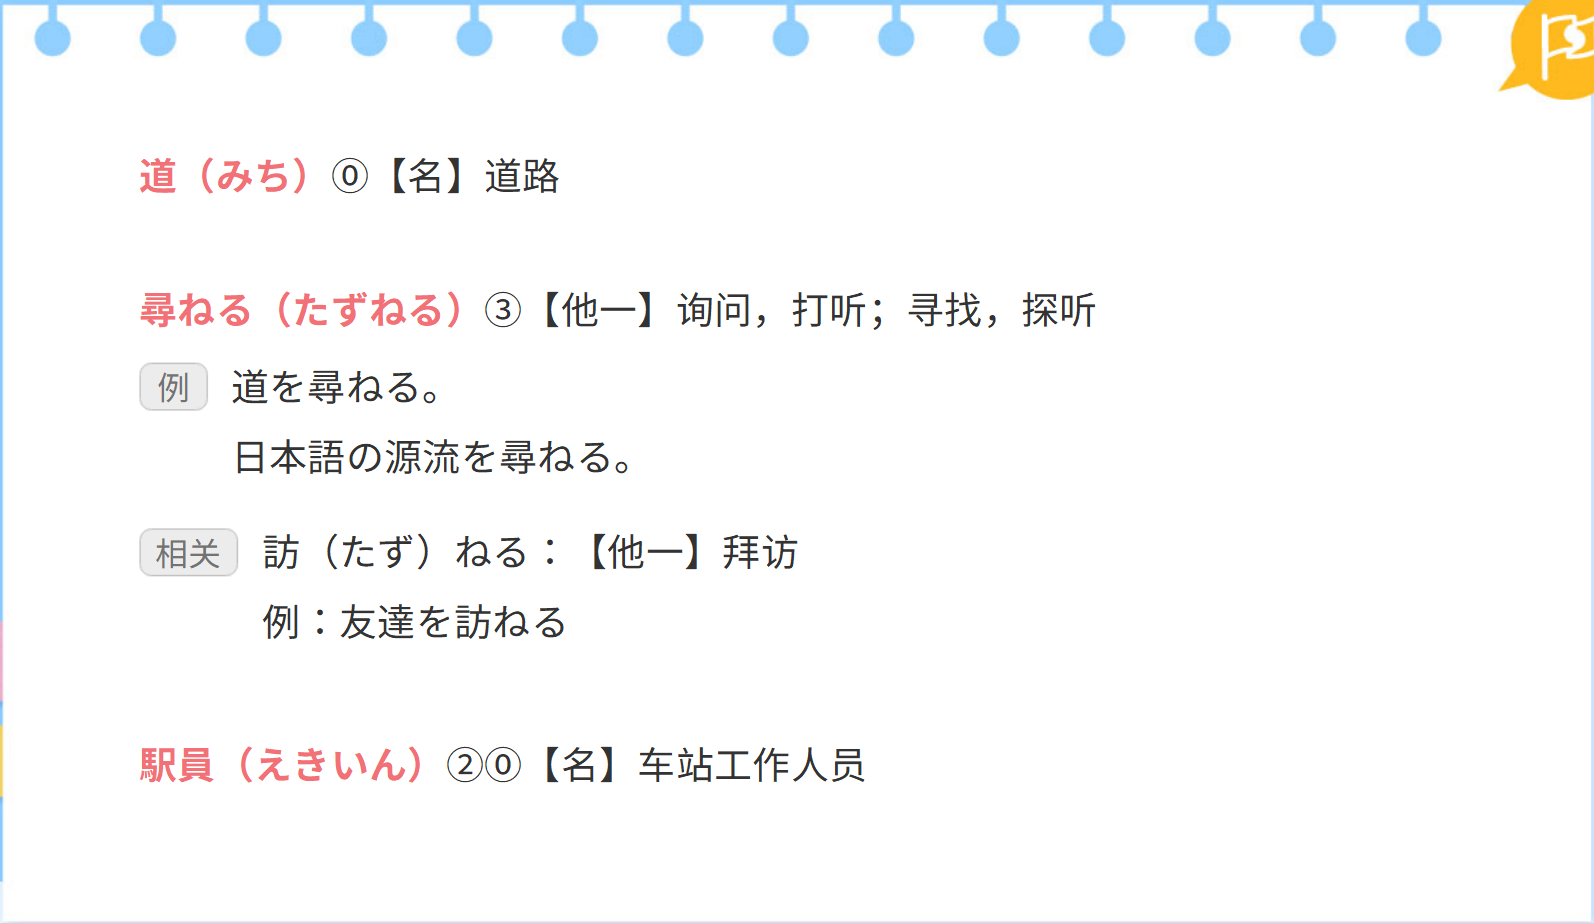 道（みち）⓪【名】道路
尋ねる（たずねる）③【他一】询问，打听；寻找，探听
例 道を尋ねる。
日本語の源流を尋ねる。
相关 訪（たず）ねる：【他一】拜访
例：友達を訪ねる
駅員（えきいん）②⓪【名】车站工作人员